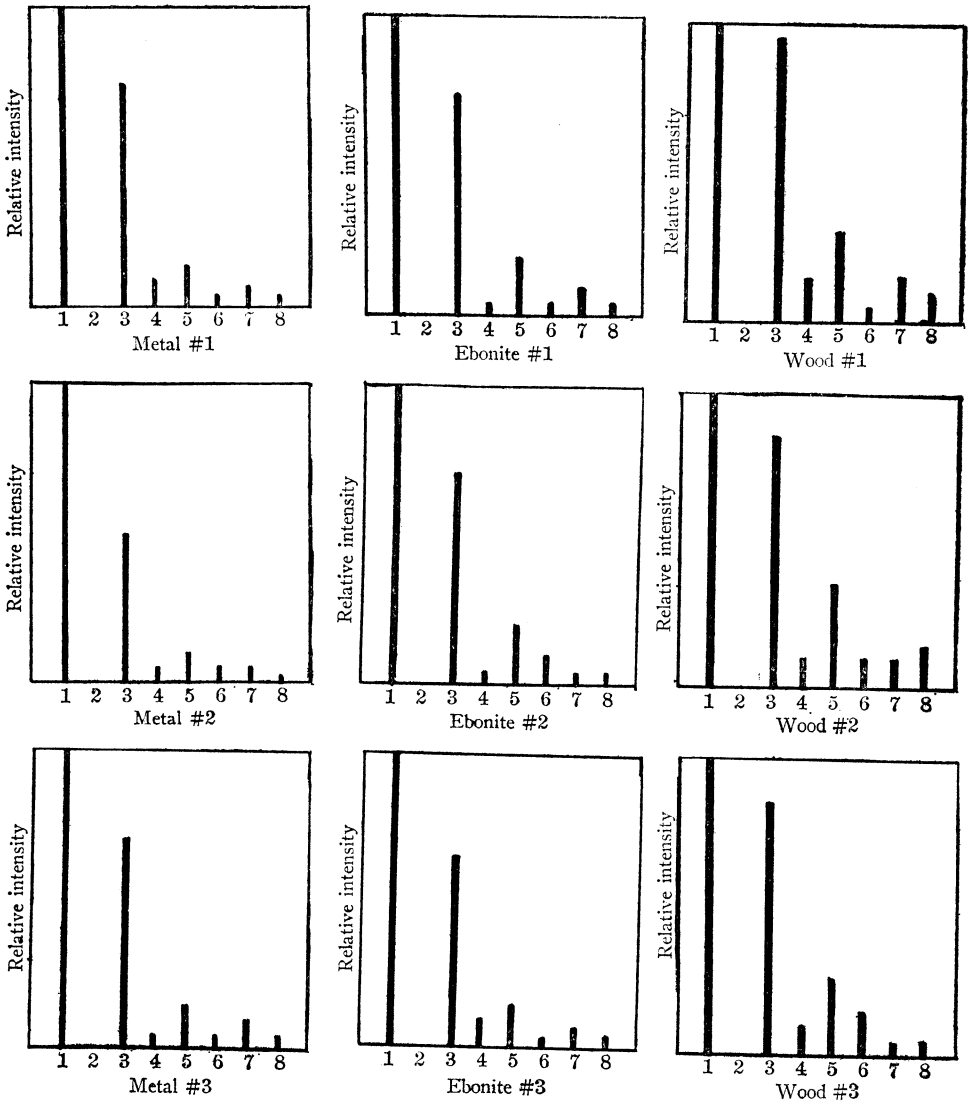 Relative intensity
1 2 3 4 5 6 7 8
Metal #1
Relative intensity
1 2 3 4 5 6 7 8
Ebonite #1
Relative intensity
1 2 3 4 5 6 7 8
Wood #1
Relative intensity
1 2 3 4 5 6 7 8
Metal #2
Relative intensity
1 2 3 4 5 6 7 8
Ebonite #2
Relative intensity
1 2 3 4 5 6 7 8
Wood #2
Relative intensity
1 2 3 4 5 6 7 8
Metal #3
Relative intensity
1 2 3 4 5 6 7 8
Ebonite #3
Relative intensity
1 2 3 4 5 6 7 8
Wood #3